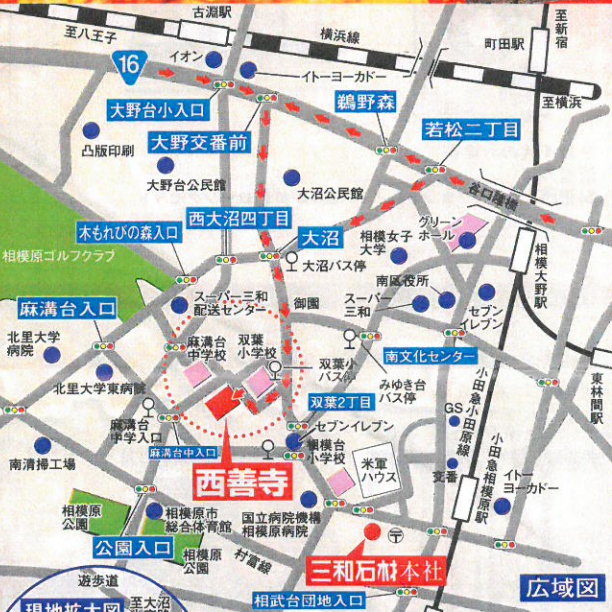 古淵駅
至八王子
横浜線
至新宿
町田駅
16
イオン
イトーヨーカドー
至横浜
大野台小入口
鵜野森
大野交番前
若松二丁目
凸版印刷
大野台公民館
谷口陸橋
大沼公民館
西大沼四丁目
木もれびの森入口
大沼
グリーン
ホール
相模女子
大学
相模原ゴルフクラブ
大沼バス停
相模大野駅
スーパー三和
配送センター
御園
スーパー
三和
南區役所
セブン
イレブン
麻溝台入口
北里大学
病院
麻溝台
中学校
双葉
小学校
南文化センター
双葉小
バス停
みゆき台
バス停
東林間駅
北里大学東病院
双葉2丁目
小田急小田原線
麻溝台
中学入口
GS
セブンイレブン
麻溝台中入口
相模台
小学校
交番
小田急相模原駅
南清掃工場
西善寺
米軍
ハウス
イトー
ヨーカドー
相模原
公園
相模原市
総合体育館
国立病院機構
相模原病院
公園入口
村富線
相模原
公園
三和石材本社
遊歩道
広域図
至大沼
相武台団地入口
現地拡大図